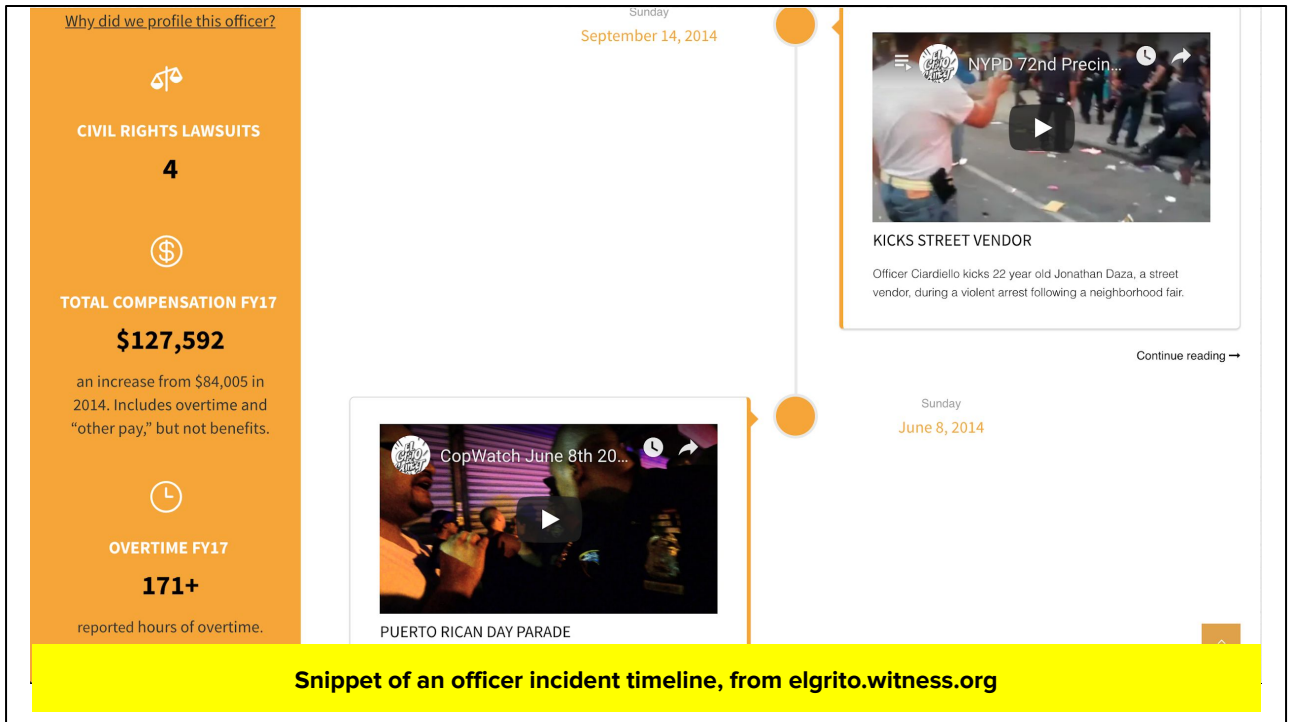 Why did we profile this officer?
CIVIL RIGHTS LAWSUITS
4
$
TOTAL COMPENSATION FY17
$127,592
an increase from $84,005 in
2014. Includes overtime and
“other pay,” but not benefits.
OVERTIME FY17
171+
reported hours of overtime.
Sunday
September 14, 2014
NYPD 72nd Precin...
KICKS STREET VENDOR
Officer Ciardiello kicks 22 year old Jonathan Daza, a street
vendor, during a violent arrest following a neighborhood fair.
Continue reading →
Sunday
June 8, 2014
CopWatch June 8th 20...
PUERTO RICAN DAY PARADE
Snippet of an officer incident timeline, from elgrito.witness.org